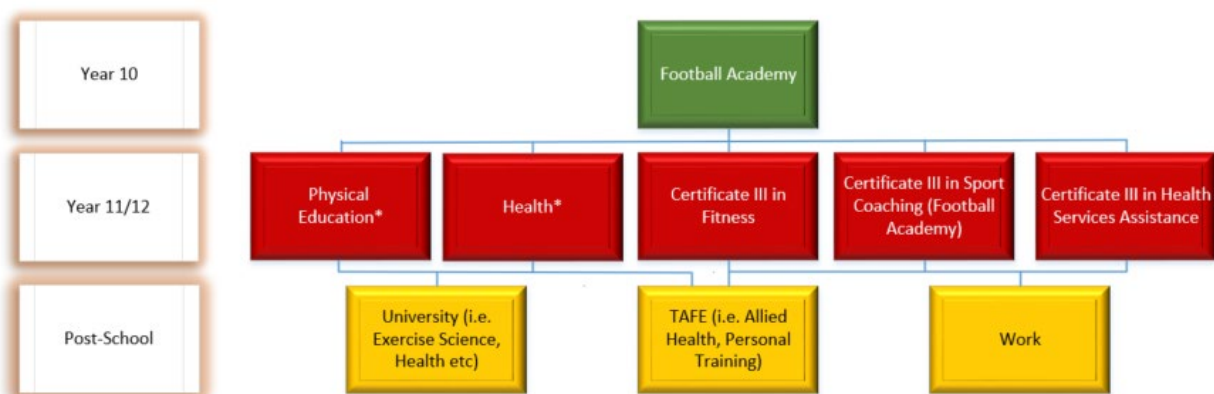 Year 10
Football Academy
Year 11/12
Physical
Education*
Health*
Certificate III in
Fitness
Certificate III in Sport
Coaching (Football
Academy)
Certificate III in Health
Services Assistance
Post-School
University (i.e.
Exercise Science,
Health etc)
TAFE (i.e. Allied
Health, Personal
Training)
Work